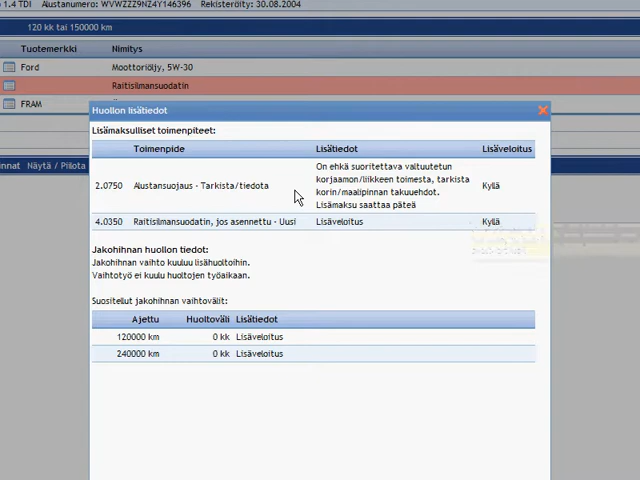 o 1.4 TDI Alustanumero: WVWZZZ9NZ4Y146396 Rekisteröity: 30.08.2004
120 kk tai 150000 km
Tuotemerkki Nimitys
Ford Moottoriöljy, 5W-30
Raitisilmansuodatin
FRAM
Huollon lisätiedot
Lisämaksulliset toimenpiteet:
Toimenpide Lisätiedot Lisäveloitus
2.0750 Alustansuojaus - Tarkista/tiedota On ehkä suoritettava valtuutetun
korjaamon/liikkeen toimesta, tarkista
korin/maalipinnan takuuehdot.
Lisämaksu saattaa päteä Kyllä
4.0350 Raitisilmansuodatin, jos asennettu - Uusi Lisäveloitus Kyllä
innat Näytä / Piilota
Jakohihnan huollon tiedot:
Jakohihnan vaihto kuuluu lisähuoltoihin.
Vaihtotyö ei kuulu huoltojen työaikaan.
Suositellut jakohihnan vaihtovälit:
Ajettu Huoltoväli Lisätiedot
120000 km 0 kk Lisäveloitus
240000 km 0 kk Lisäveloitus